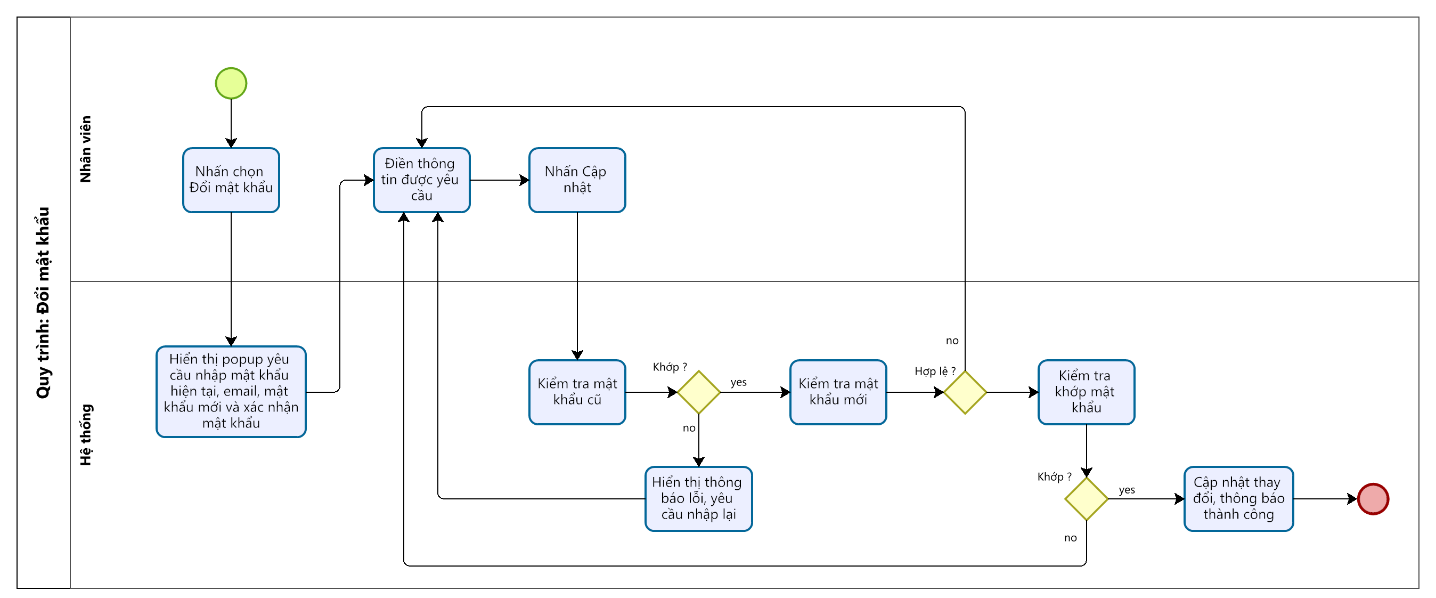 Quy trình: Đổi mật khẩu
Nhân viên
Nhấn chọn
Đổi mật khẩu
Điền thông
tin được yêu
cầu
Nhấn Cập
nhật
Hệ thống
Hiển thị popup yêu
cầu nhập mật khẩu
hiện tại, email, mật
khẩu mới và xác nhận
mật khẩu
Kiểm tra mật
khẩu cũ
Khớp ?
yes
no
Hiển thị thông
báo lỗi, yêu
cầu nhập lại
Kiểm tra mật
khẩu mới
Hợp lệ ?
no
Kiểm tra
khớp mật
khẩu
Khớp ?
yes
no
Cập nhật thay
đổi, thông báo
thành công